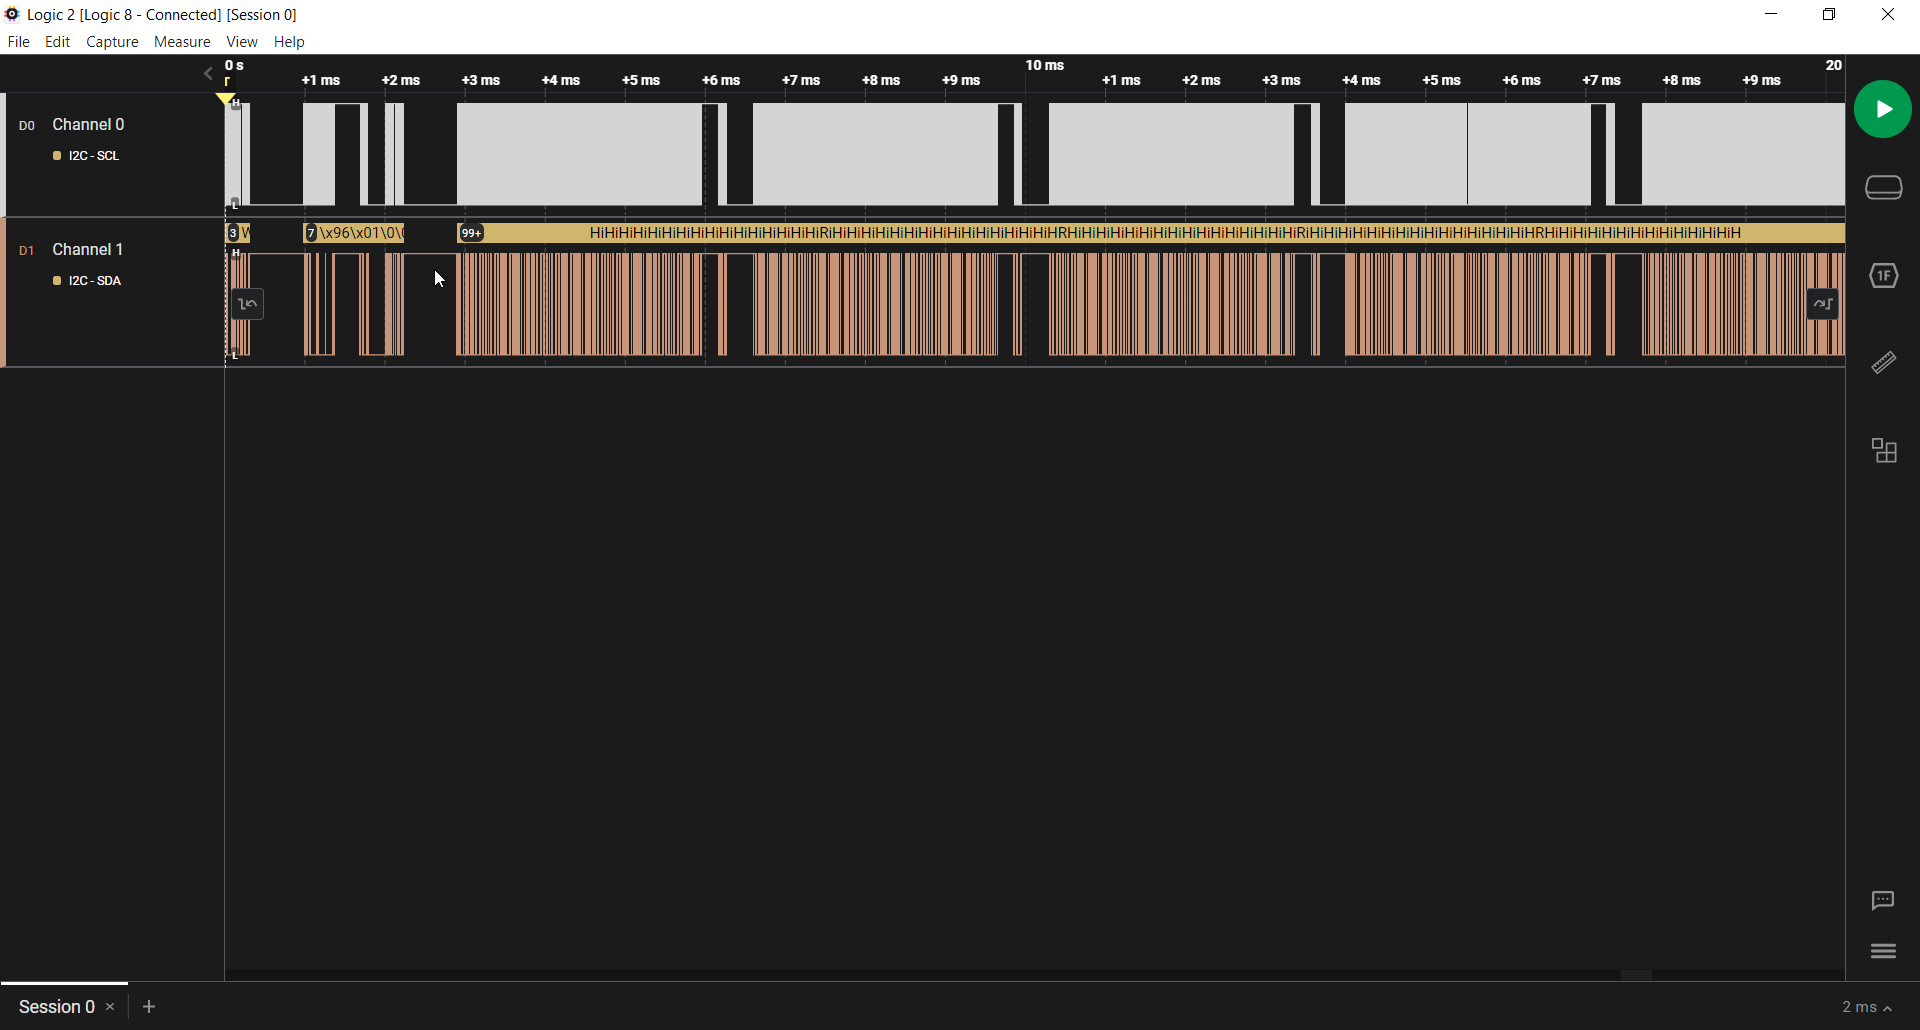 Logic 2 [Logic 8 - Connected] [Session 0]
File Edit Capture Measure View Help
0 s 10 ms 20
+1 ms +2 ms +3 ms +4 ms +5 ms +6 ms +7 ms +8 ms +9 ms +1 ms +2 ms +3 ms +4 ms +5 ms +6 ms +7 ms +8 ms +9 ms
H
D0 Channel 0
I2C - SCL
L
3 W 7 \x96\x01\0\0 99+
D1 Channel 1
H
I2C - SDA
1F
L
Session 0 × +
2 ms